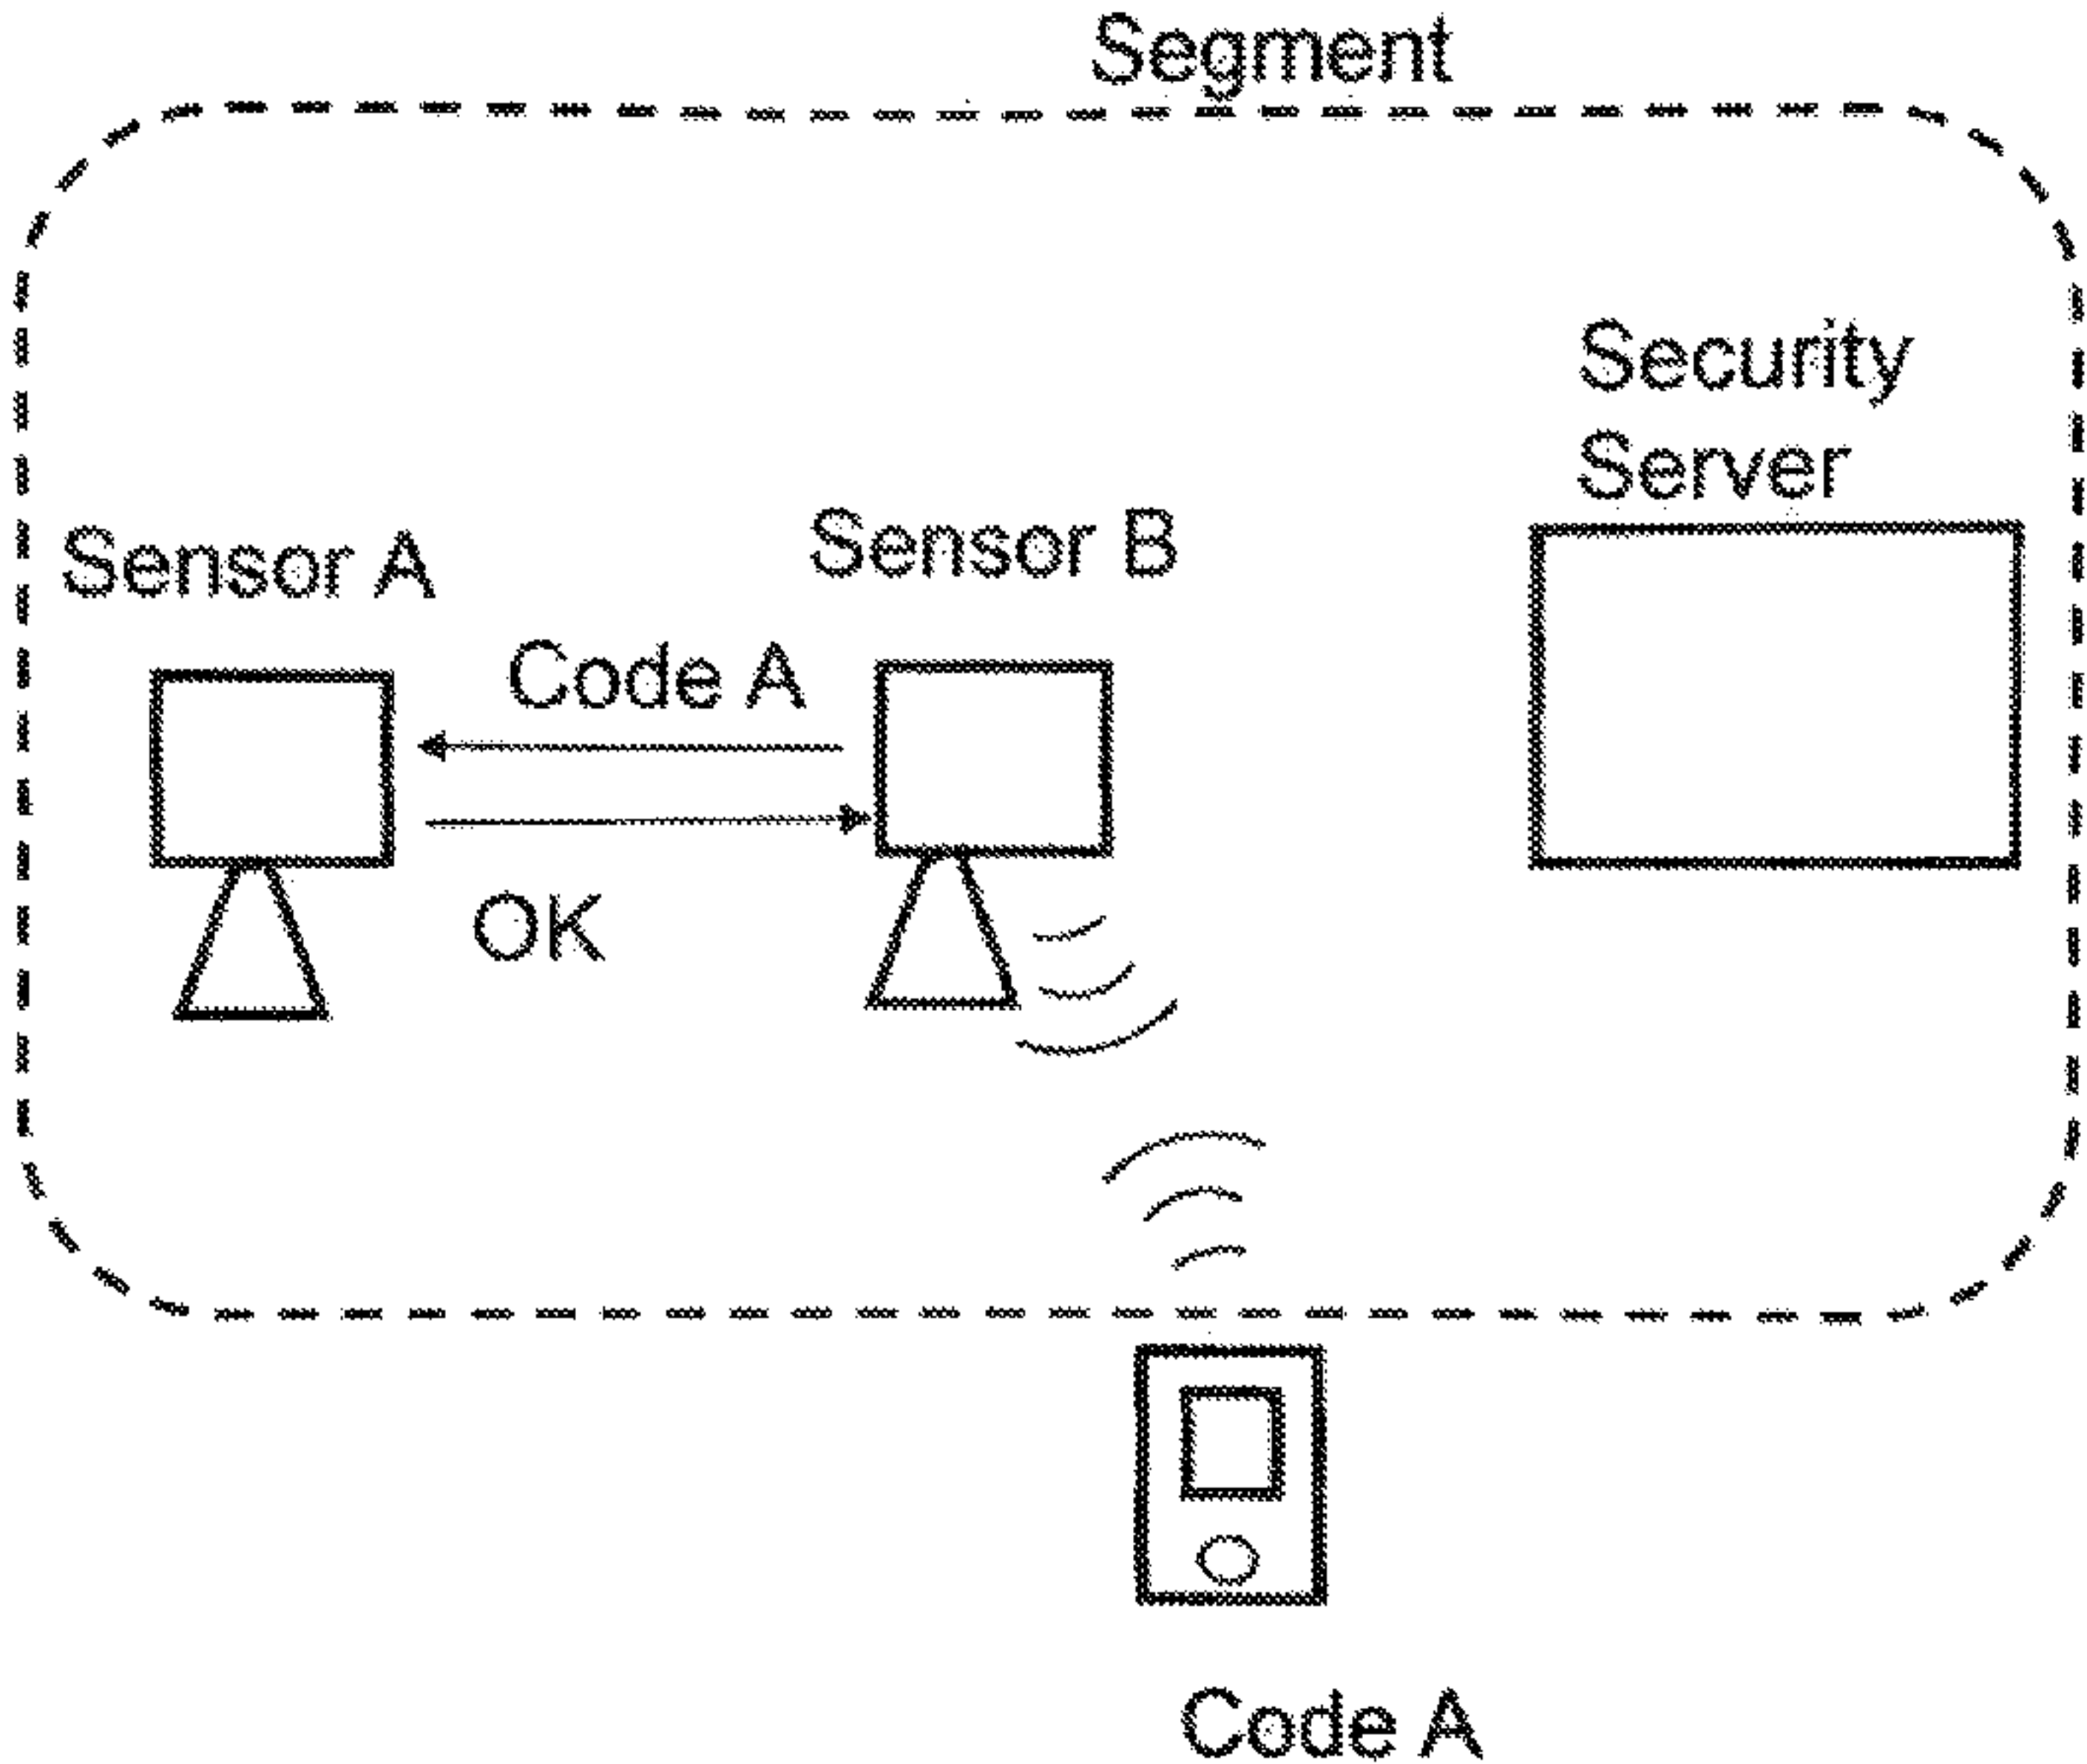 Segment
Security
Server
Sensor A
Sensor B
Code A
OK
Code A